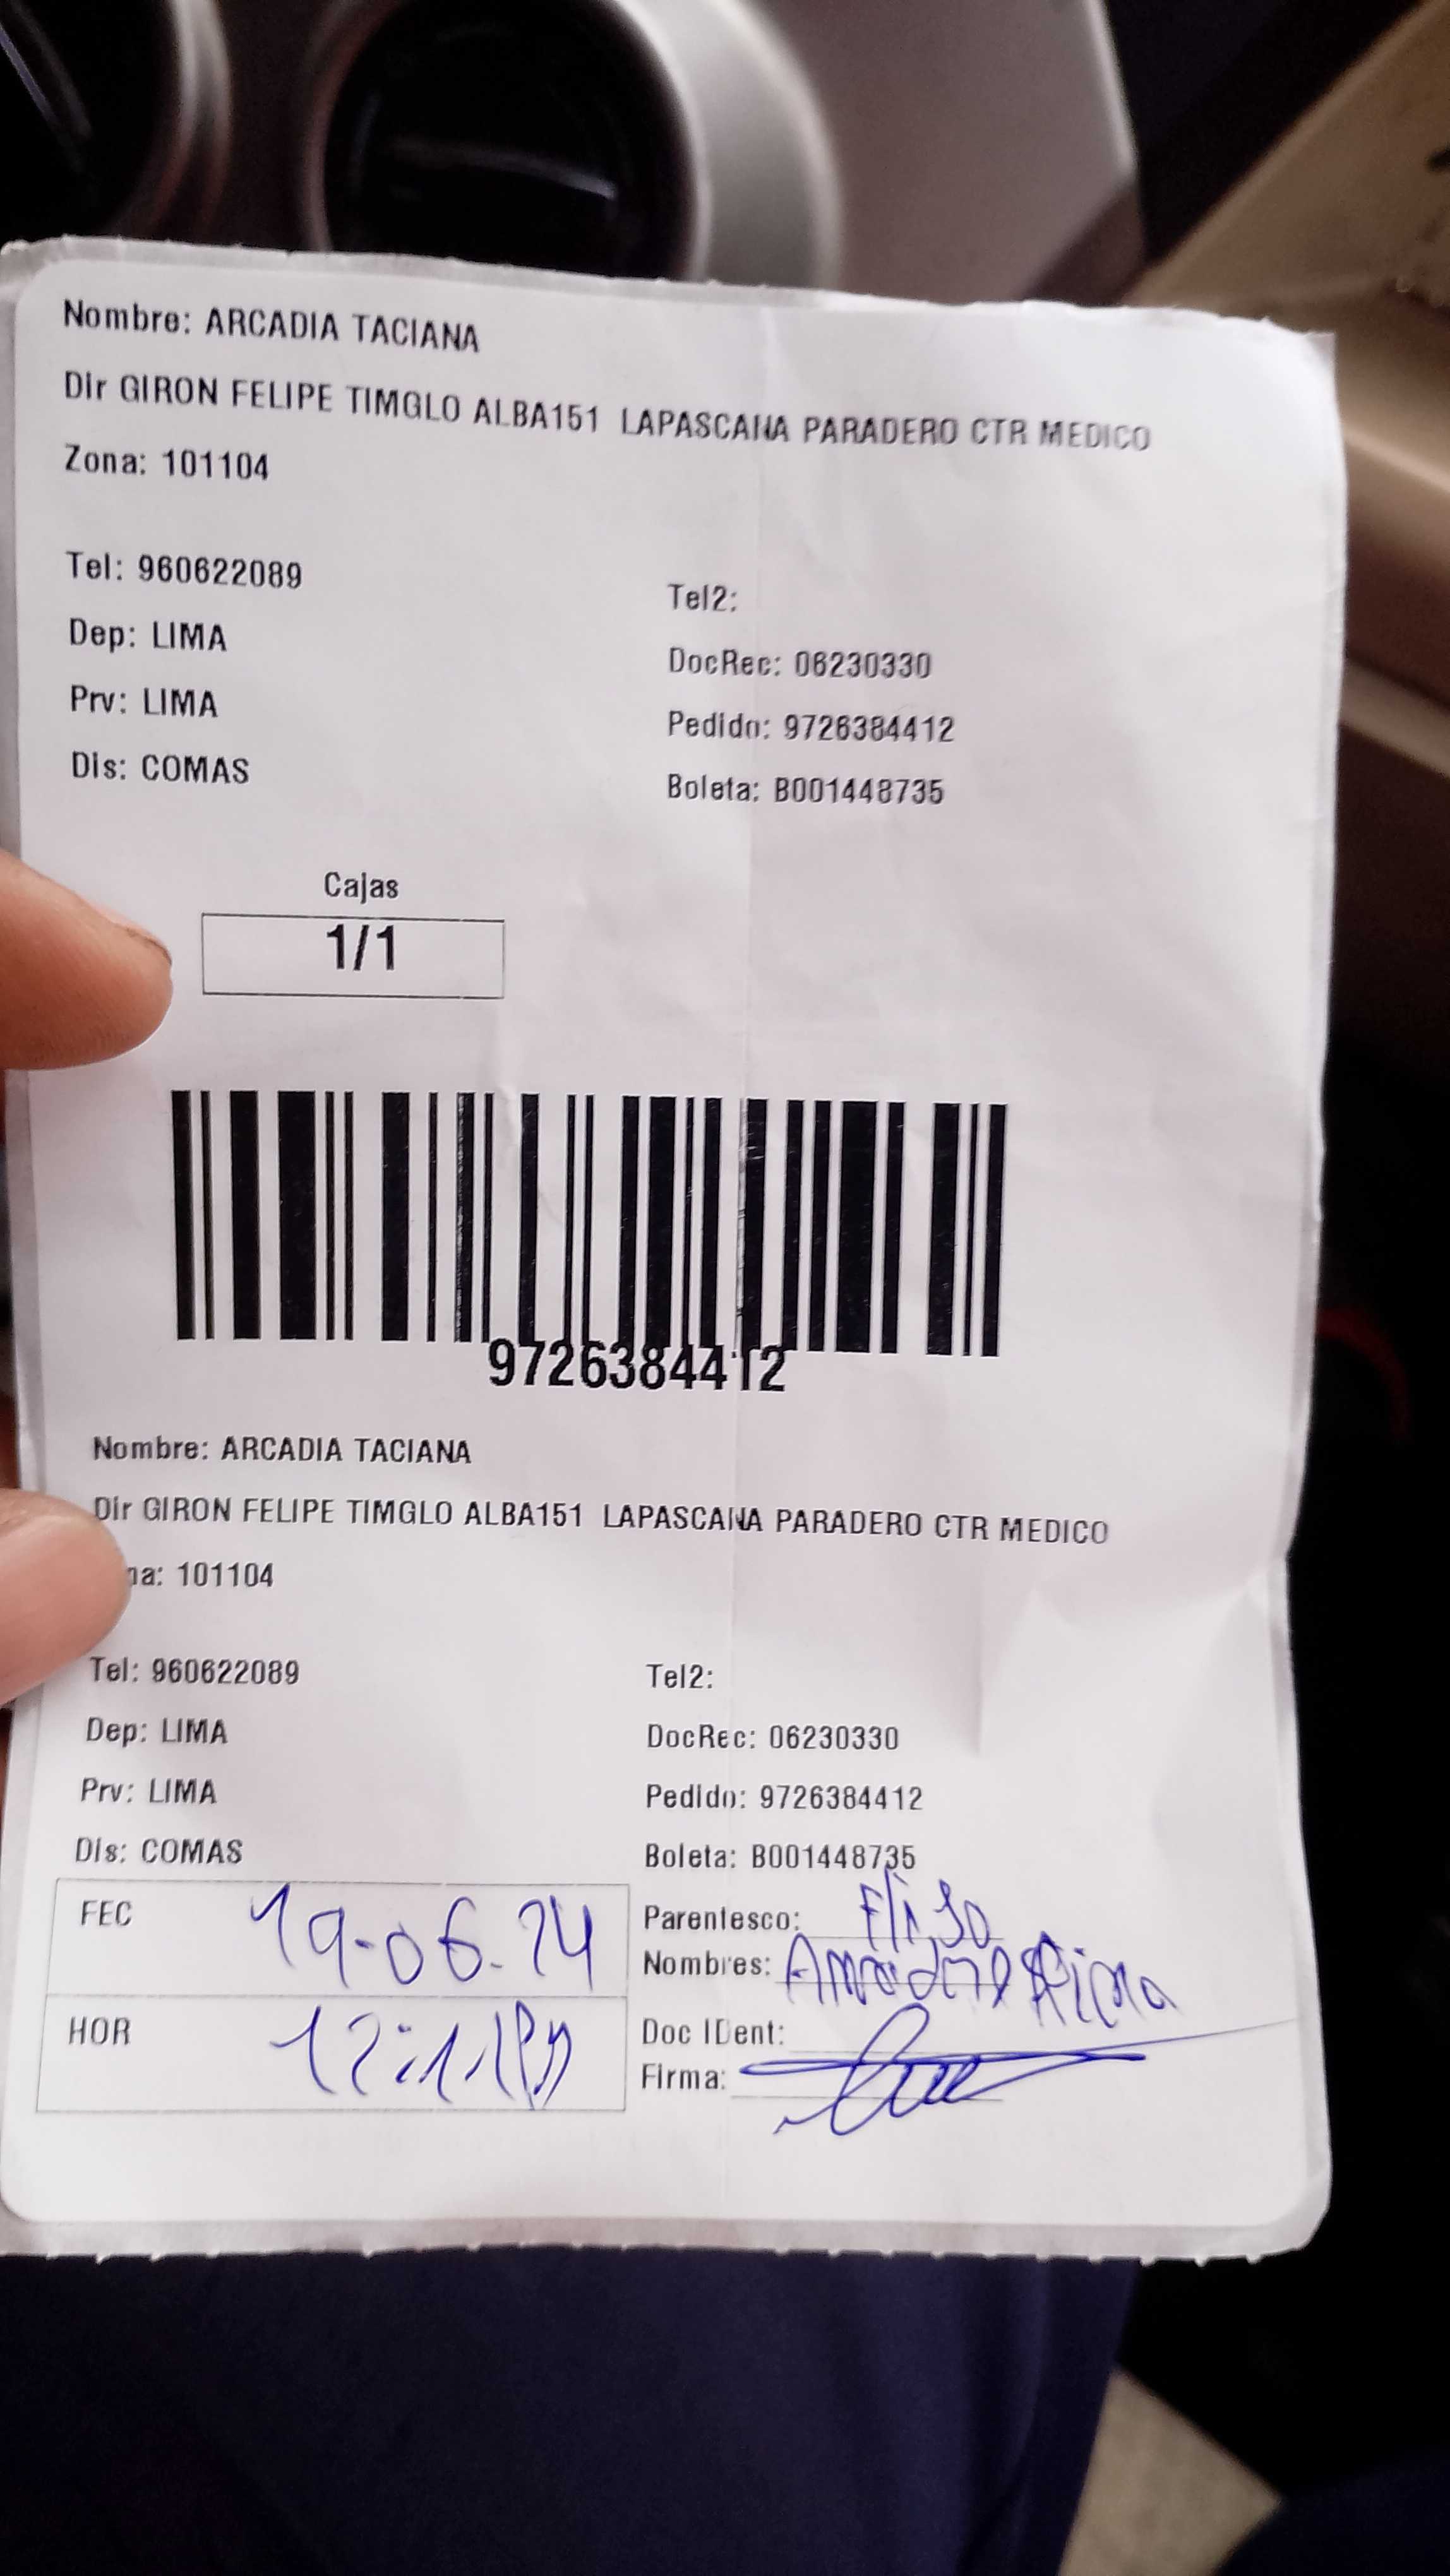 Nombre: ARCADIA TACIANA
Dir GIRON FELIPE TIMGLO ALBA151 LAPASCANA PARADERO CTR MEDICO
Zona: 101104
Tel: 960622089
Tel2:
Dep: LIMA
DocRec: 06230330
Prv: LIMA
Pedido: 9726384412
Dis: COMAS
Boleta: B001448735
Cajas
1/1
9726384412
Nombre: ARCADIA TACIANA
Dir GIRON FELIPE TIMGLO ALBA151 LAPASCANA PARADERO CTR MEDICO
na: 101104
Tel: 960622089
Tel2:
Dep: LIMA
DocRec: 06230330
Prv: LIMA
Pedido: 9726384412
Dis: COMAS
Boleta: B001448735
FEC 19-06-24
Parentesco:
Nombres:
HOR
Doc IDent:
Firma: